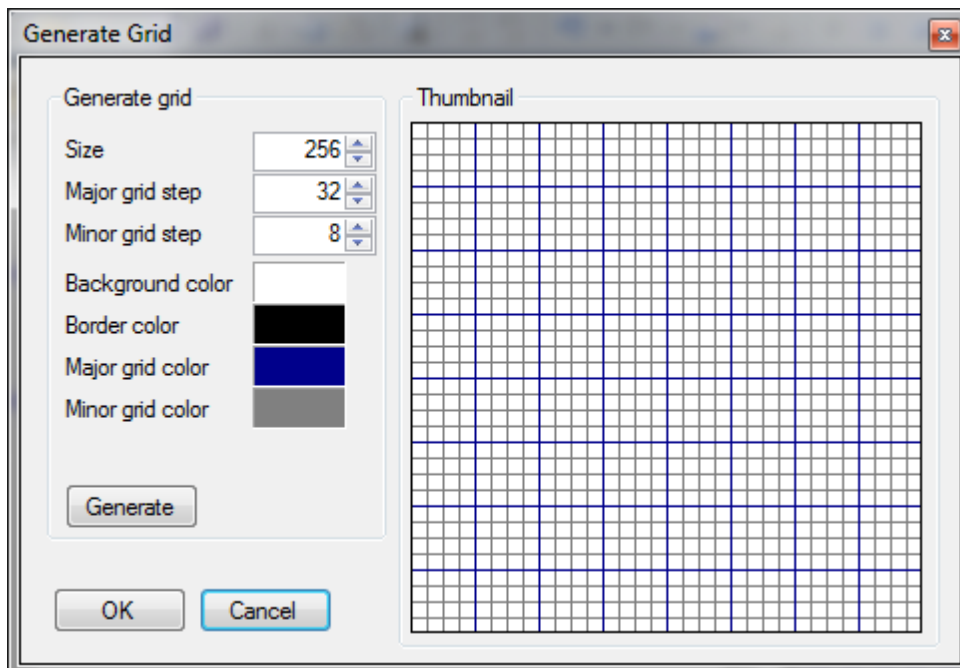 Generate Grid
Generate grid
Size 256
Major grid step 32
Minor grid step 8
Background color
Border color
Major grid color
Minor grid color
Generate
OK Cancel
Thumbnail